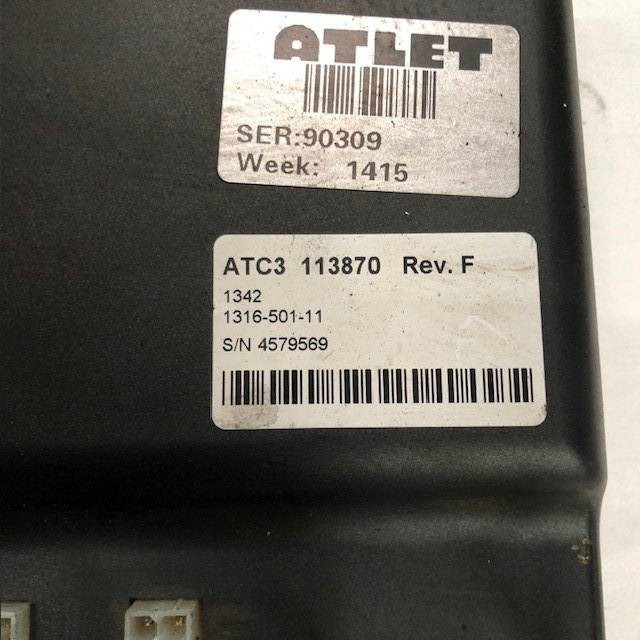 ATLET
SER:90309
Week: 1415
ATC3 113870 Rev. F
1342
1316-501-11
S/N 4579569